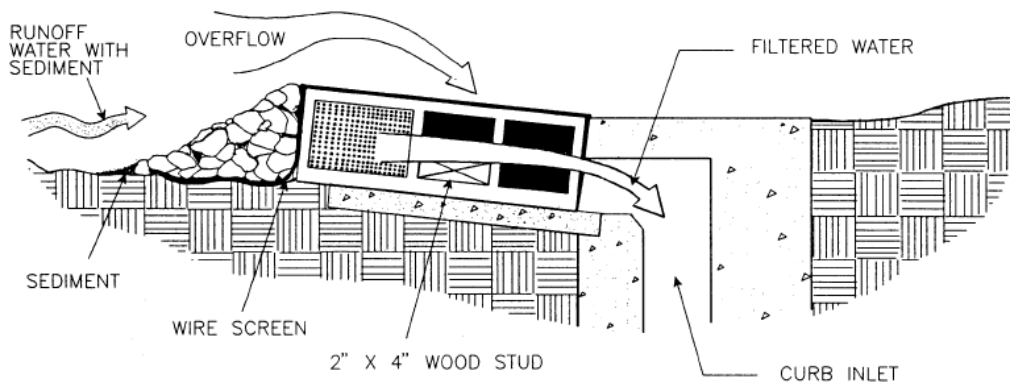 RUNOFF
WATER WITH
SEDIMENT
OVERFLOW
FILTERED WATER
SEDIMENT
WIRE SCREEN
2" X 4" WOOD STUD
CURB INLET